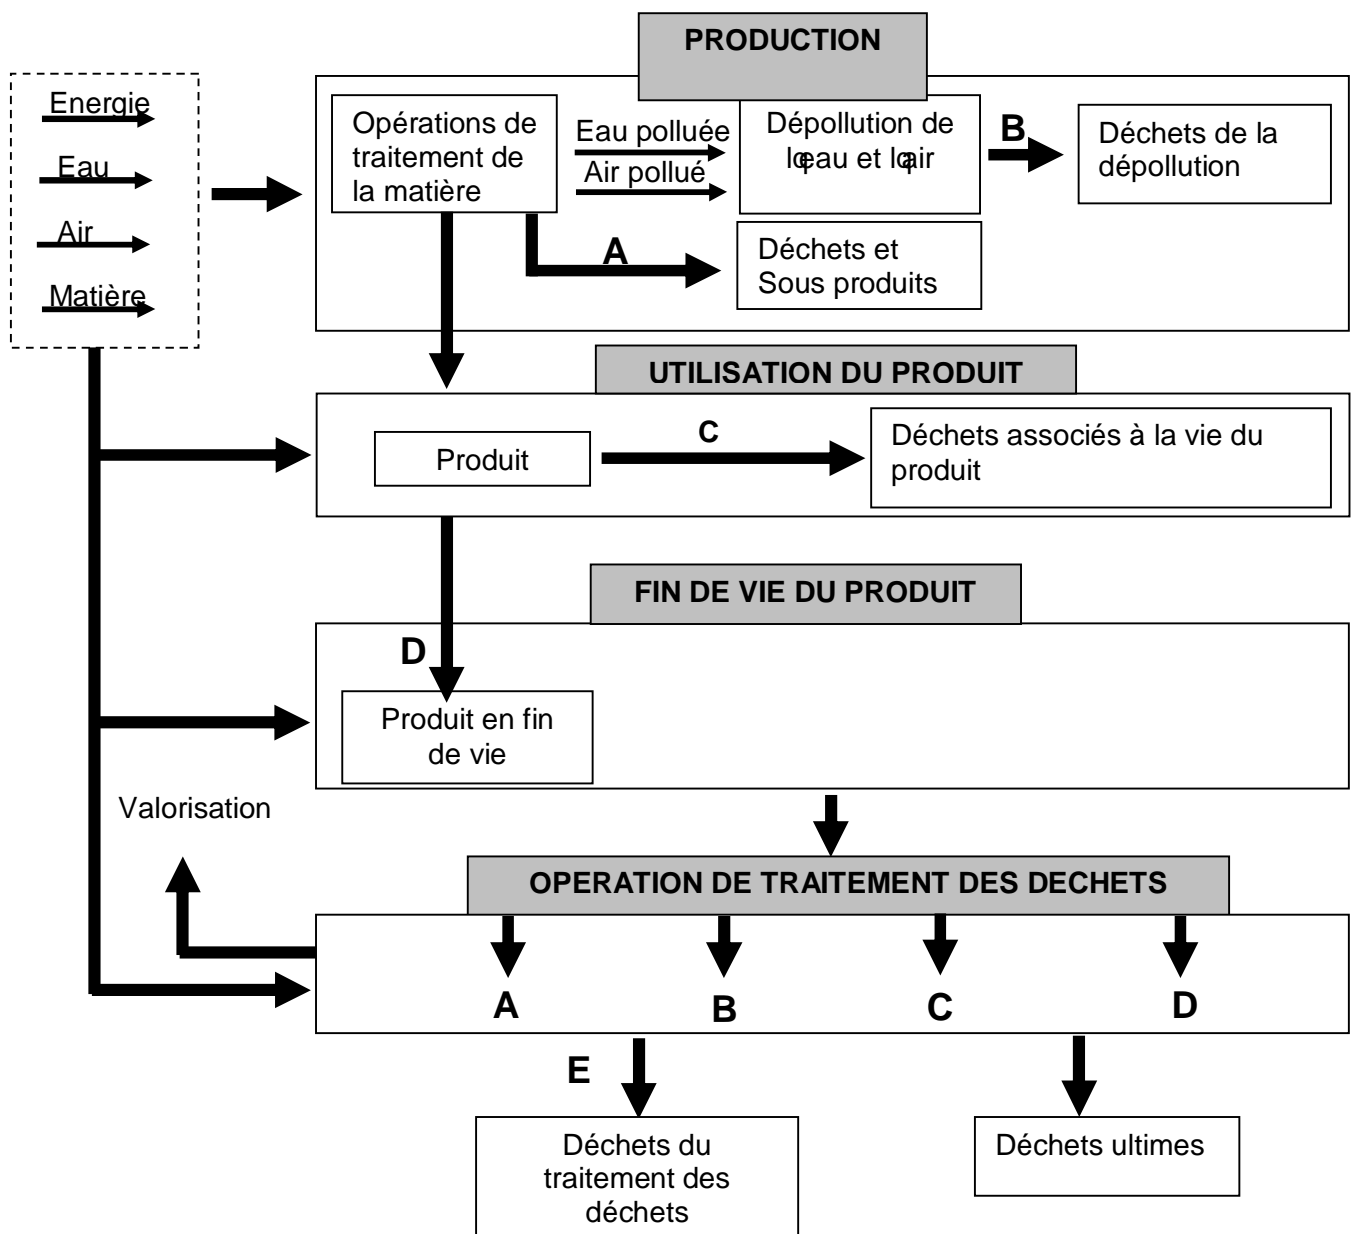 PRODUCTION
Energie
Eau
Air
Matière
Opérations de
traitement de
la matière
Eau polluée
Air pollué
Dépollution de
lɋeau et lɋair
B
Déchets de la
dépollution
A
Déchets et
Sous produits
UTILISATION DU PRODUIT
Produit
C
Déchets associés à la vie du
produit
FIN DE VIE DU PRODUIT
D
Produit en fin
de vie
Valorisation
OPERATION DE TRAITEMENT DES DECHETS
A
B
C
D
E
Déchets du
traitement des
déchets
Déchets ultimes